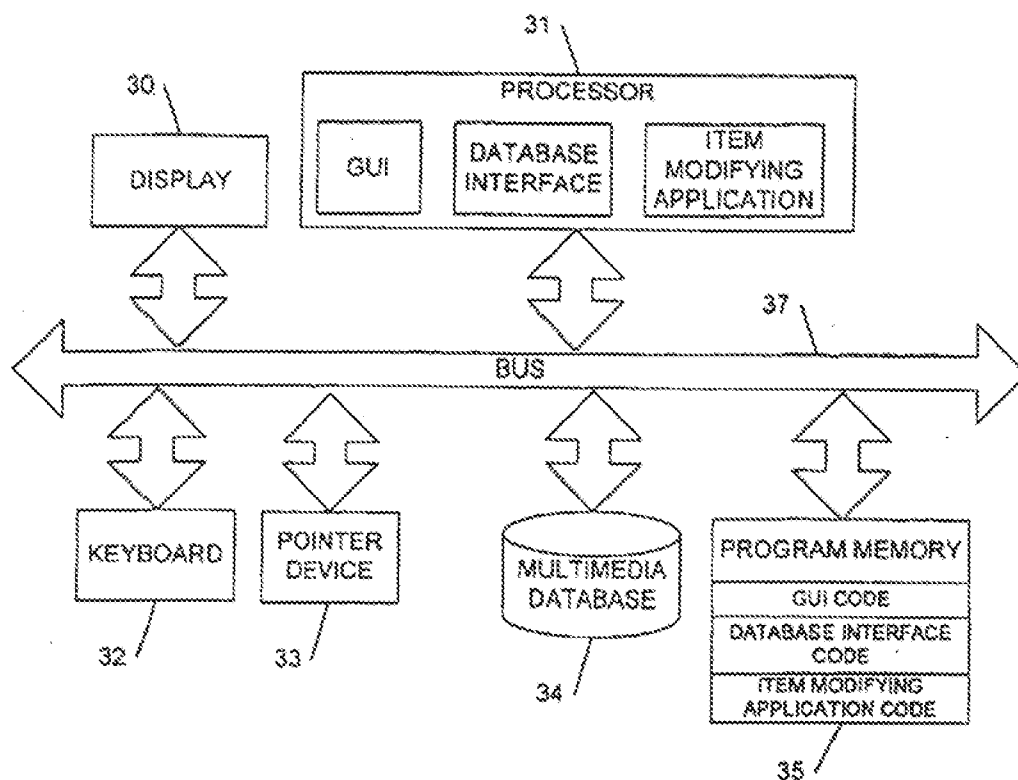 31
30
PROCESSOR
DISPLAY
GUI
DATABASE
INTERFACE
ITEM
MODIFYING
APPLICATION
37
BUS
KEYBOARD
POINTER
DEVICE
MULTIMEDIA
DATABASE
PROGRAM MEMORY
GUI CODE
DATABASE INTERFACE
CODE
ITEM MODIFYING
APPLICATION CODE
32
33
34
35